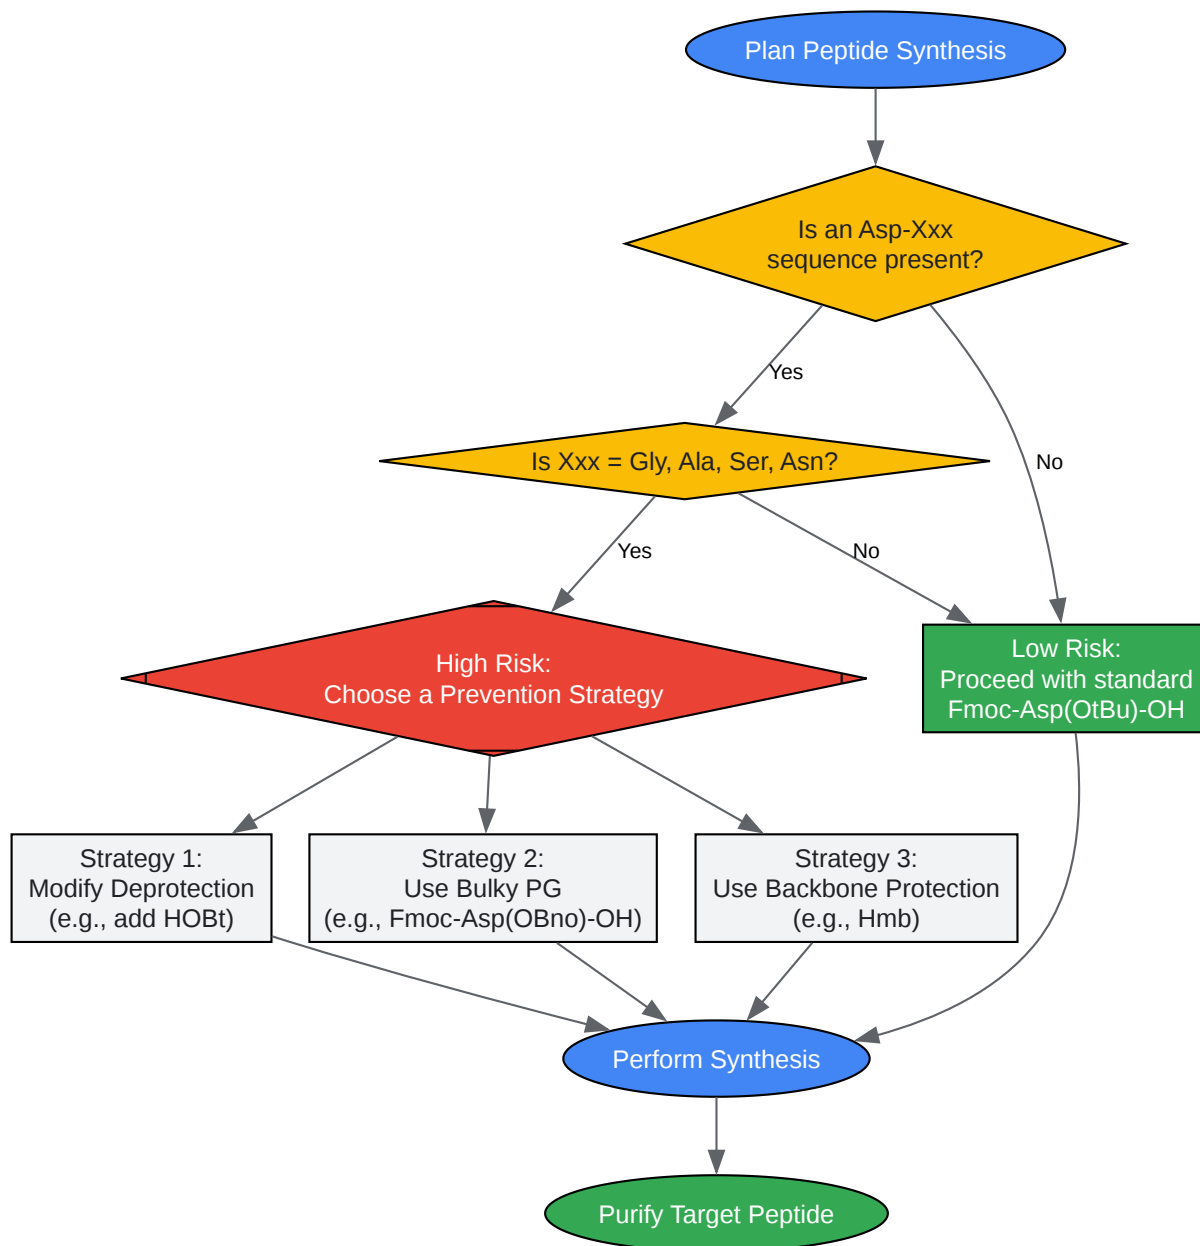 Plan Peptide Synthesis
Is an Asp-Xxx
sequence present?
Yes
No
Is Xxx = Gly, Ala, Ser, Asn?
Yes
No
High Risk:
Choose a Prevention Strategy
Low Risk:
Proceed with standard
Fmoc-Asp(OtBu)-OH
Strategy 1:
Modify Deprotection
(e.g., add HOBt)
Strategy 2:
Use Bulky PG
(e.g., Fmoc-Asp(OBno)-OH)
Strategy 3:
Use Backbone Protection
(e.g., Hmb)
Perform Synthesis
Purify Target Peptide